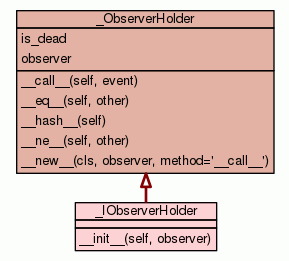 _ObserverHolder
is_dead
observer
__call__(self, event)
__eq__(self, other)
__hash__(self)
__ne__(self, other)
__new__(cls, observer, method='__call__')
_IObserverHolder
__init__(self, observer)